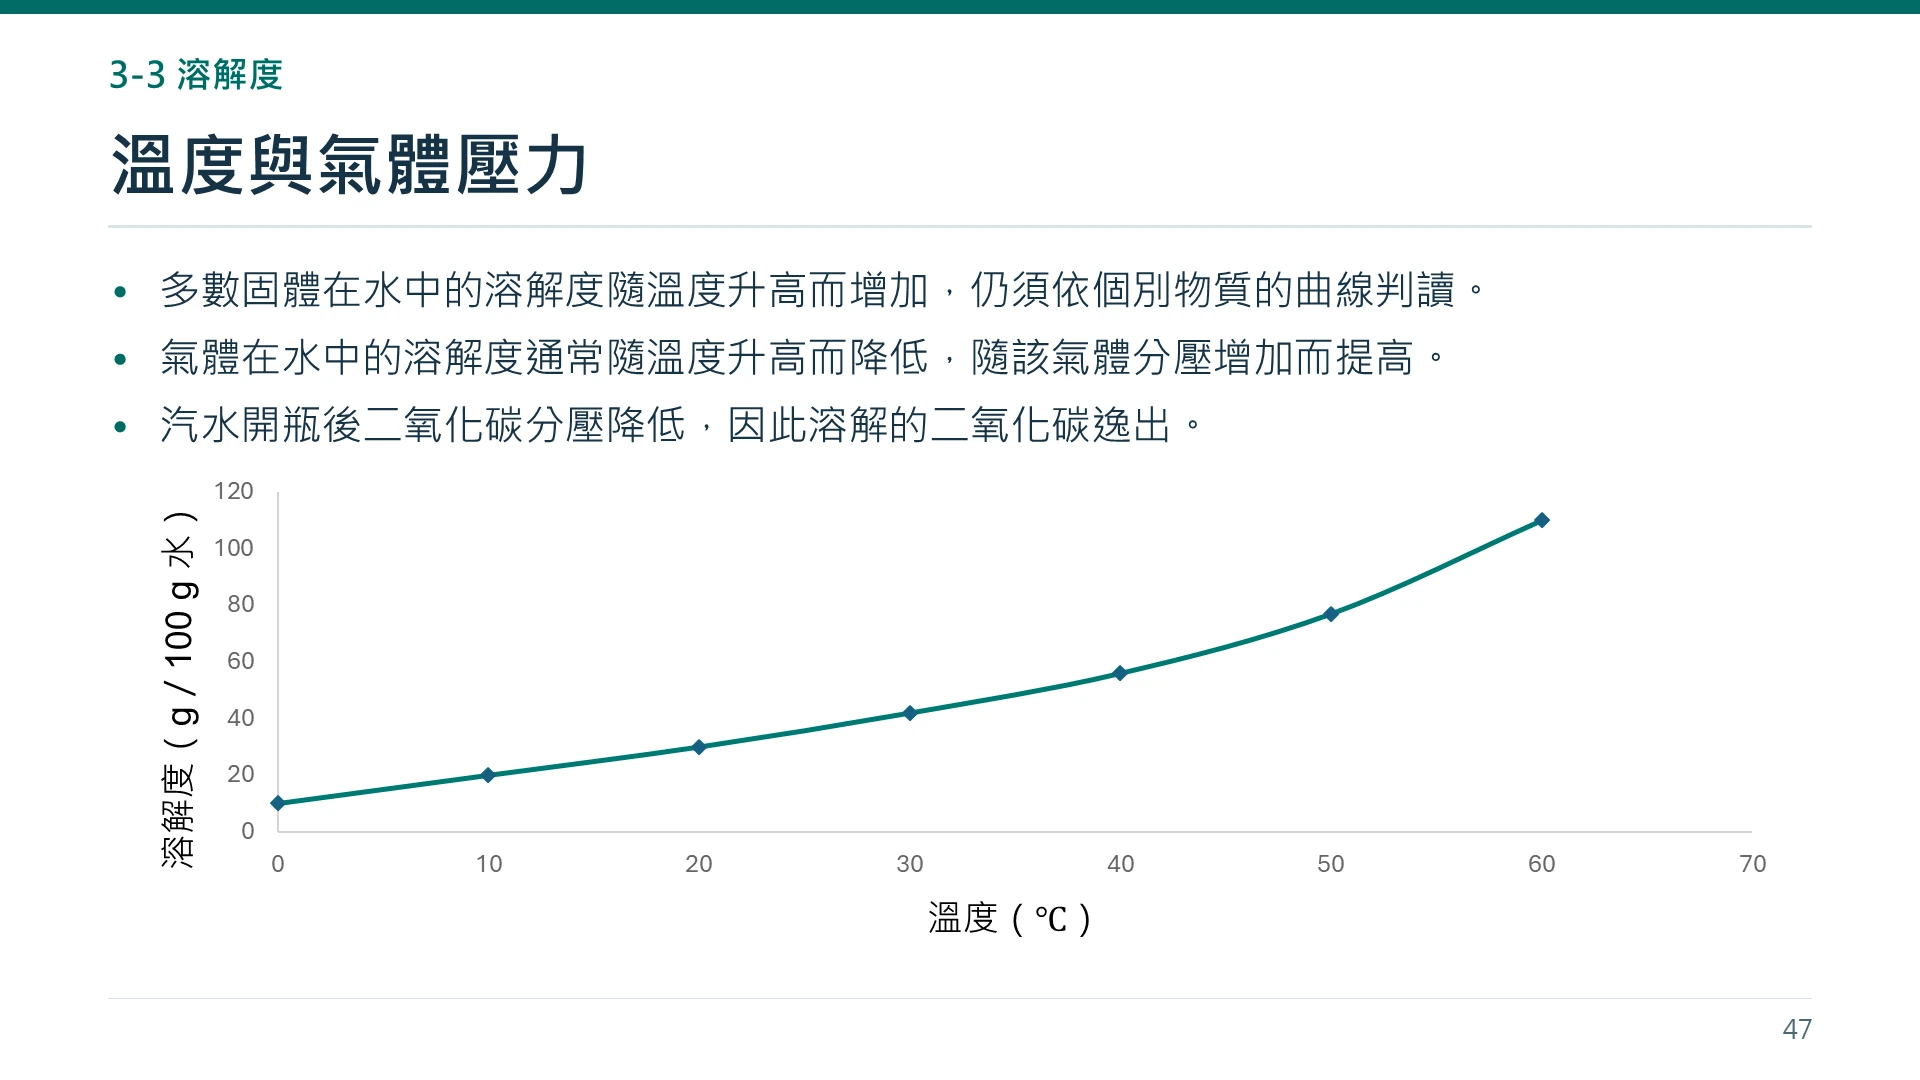 3-3 溶解度
溫度與氣體壓力
• 多數固體在水中的溶解度隨溫度升高而增加，仍須依個別物質的曲線判讀。
• 氣體在水中的溶解度通常隨溫度升高而降低，隨該氣體分壓增加而提高。
• 汽水開瓶後二氧化碳分壓降低，因此溶解的二氧化碳逸出。
溶解度（g / 100 g 水）
120
100
80
60
40
20
0
0 10 20 30 40 50 60 70
溫度（℃）
47